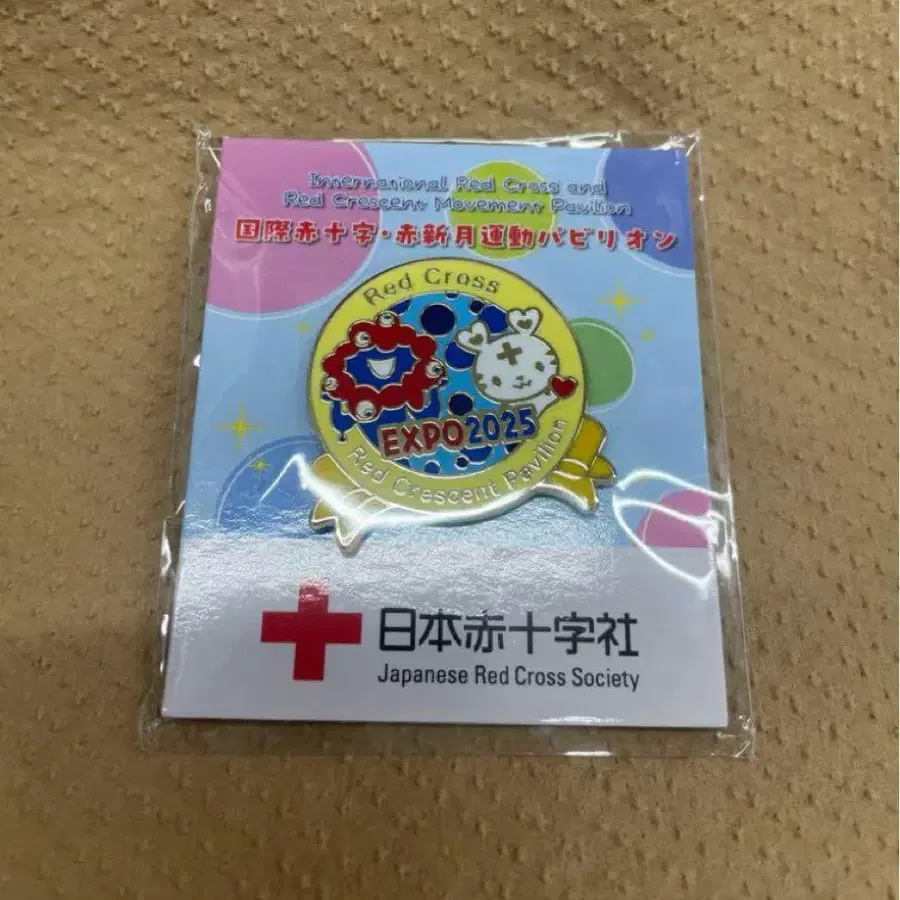 International Red Cross and
Red Crescent Movement Pavilion
国際赤十字・赤新月運動パビリオン
Red Cross
EXPO2025
Red Crescent Pavilion
日本赤十字社
Japanese Red Cross Society